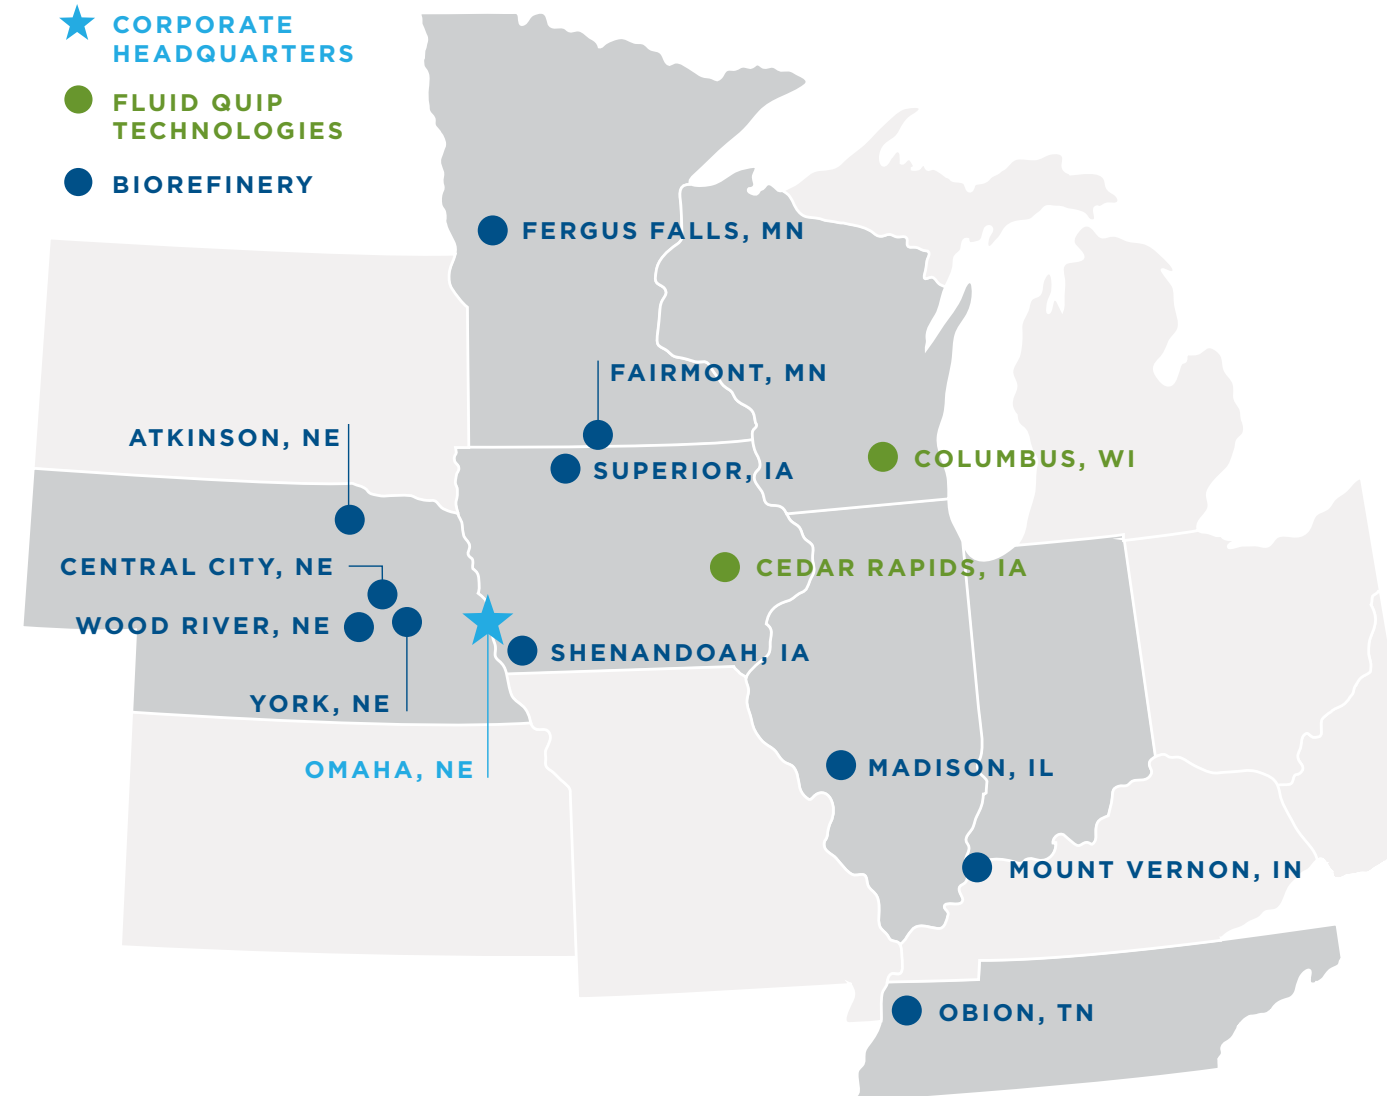 CORPORATE
HEADQUARTERS
FLUID QUIP
TECHNOLOGIES
BIOREFINERY
FERGUS FALLS, MN
FAIRMONT, MN
ATKINSON, NE
SUPERIOR, IA
COLUMBUS, WI
CENTRAL CITY, NE
CEDAR RAPIDS, IA
WOOD RIVER, NE
SHENANDOAH, IA
YORK, NE
OMAHA, NE
MADISON, IL
MOUNT VERNON, IN
OBION, TN